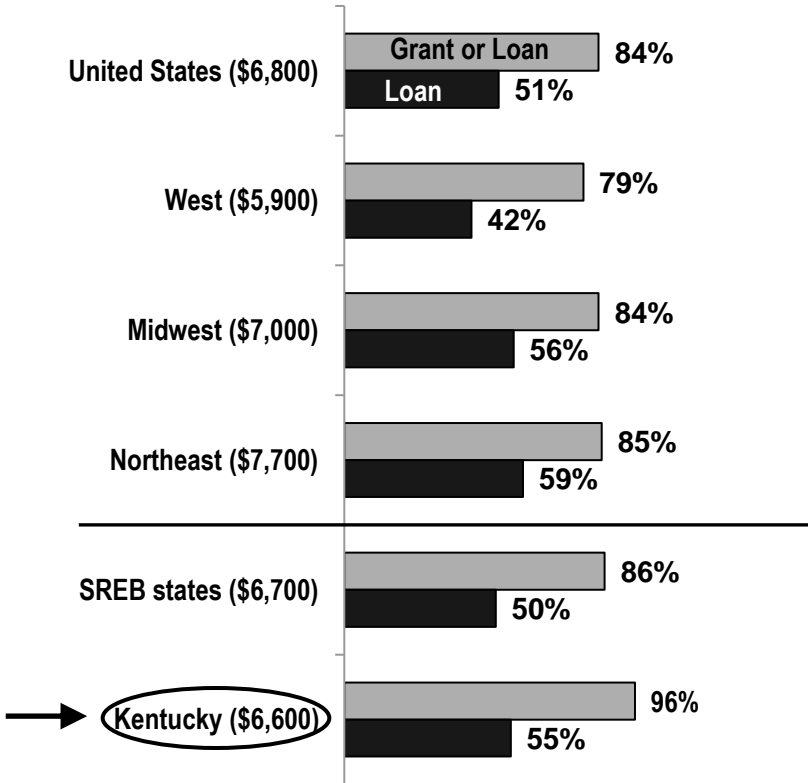 Grant or Loan
84%
United States ($6,800)
Loan
51%
79%
West ($5,900)
42%
84%
Midwest ($7,000)
56%
85%
Northeast ($7,700)
59%
86%
SREB states ($6,700)
50%
96%
Kentucky ($6,600)
55%